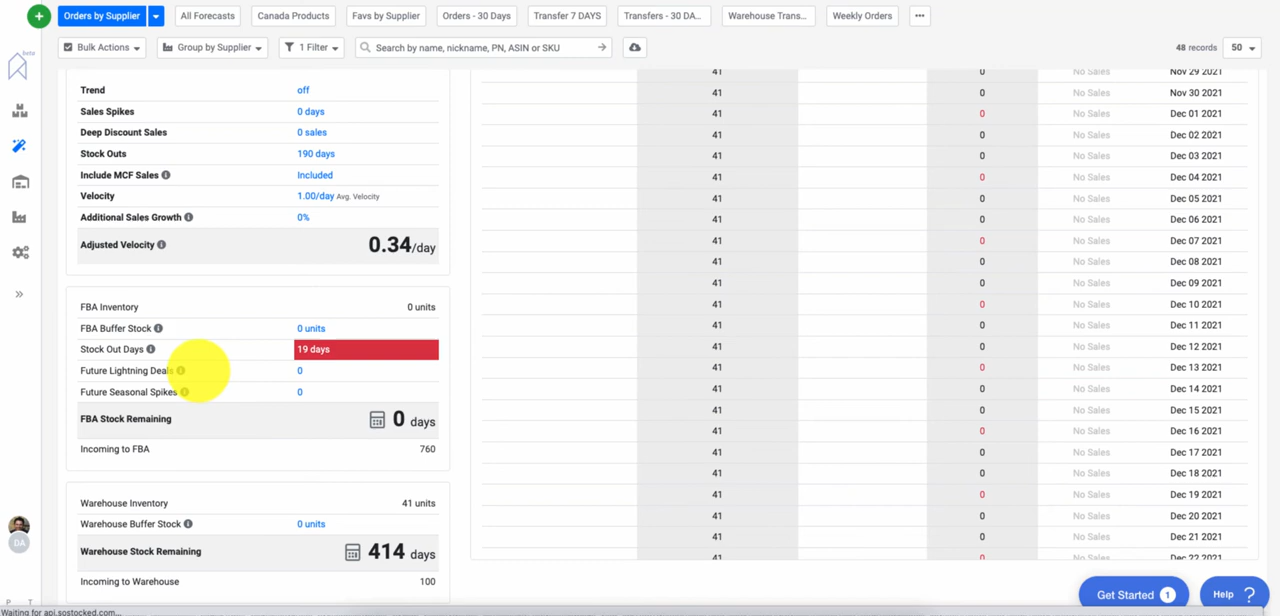 Orders by Supplier
All Forecasts
Canada Products
Favs by Supplier
Orders - 30 Days
Transfer 7 DAYS
Transfers - 30 DA...
Warehouse Trans...
Weekly Orders
Bulk Actions
Group by Supplier
1 Filter
Search by name, nickname, PN, ASIN or SKU
48 records
50
beta
Trend off
Sales Spikes 0 days
Deep Discount Sales 0 sales
Stock Outs 190 days
Include MCF Sales Included
Velocity 1.00/day Avg. Velocity
Additional Sales Growth 0%
Adjusted Velocity 0.34/day
FBA Inventory 0 units
FBA Buffer Stock 0 units
Stock Out Days 19 days
Future Lightning Deals 0
Future Seasonal Spikes 0
FBA Stock Remaining 0 days
Incoming to FBA 760
Warehouse Inventory 41 units
Warehouse Buffer Stock 0 units
Warehouse Stock Remaining 414 days
Incoming to Warehouse 100
41 0 No Sales Nov 29 2021
41 0 No Sales Nov 30 2021
41 0 No Sales Dec 01 2021
41 0 No Sales Dec 02 2021
41 0 No Sales Dec 03 2021
41 0 No Sales Dec 04 2021
41 0 No Sales Dec 05 2021
41 0 No Sales Dec 06 2021
41 0 No Sales Dec 07 2021
41 0 No Sales Dec 08 2021
41 0 No Sales Dec 09 2021
41 0 No Sales Dec 10 2021
41 0 No Sales Dec 11 2021
41 0 No Sales Dec 12 2021
41 0 No Sales Dec 13 2021
41 0 No Sales Dec 14 2021
41 0 No Sales Dec 15 2021
41 0 No Sales Dec 16 2021
41 0 No Sales Dec 17 2021
41 0 No Sales Dec 18 2021
41 0 No Sales Dec 19 2021
41 0 No Sales Dec 20 2021
41 0 No Sales Dec 21 2021
41 0 No Sales Dec 22 2021
DA
P T
Get Started 1
Help ?
Waiting for api.sostocked.com...